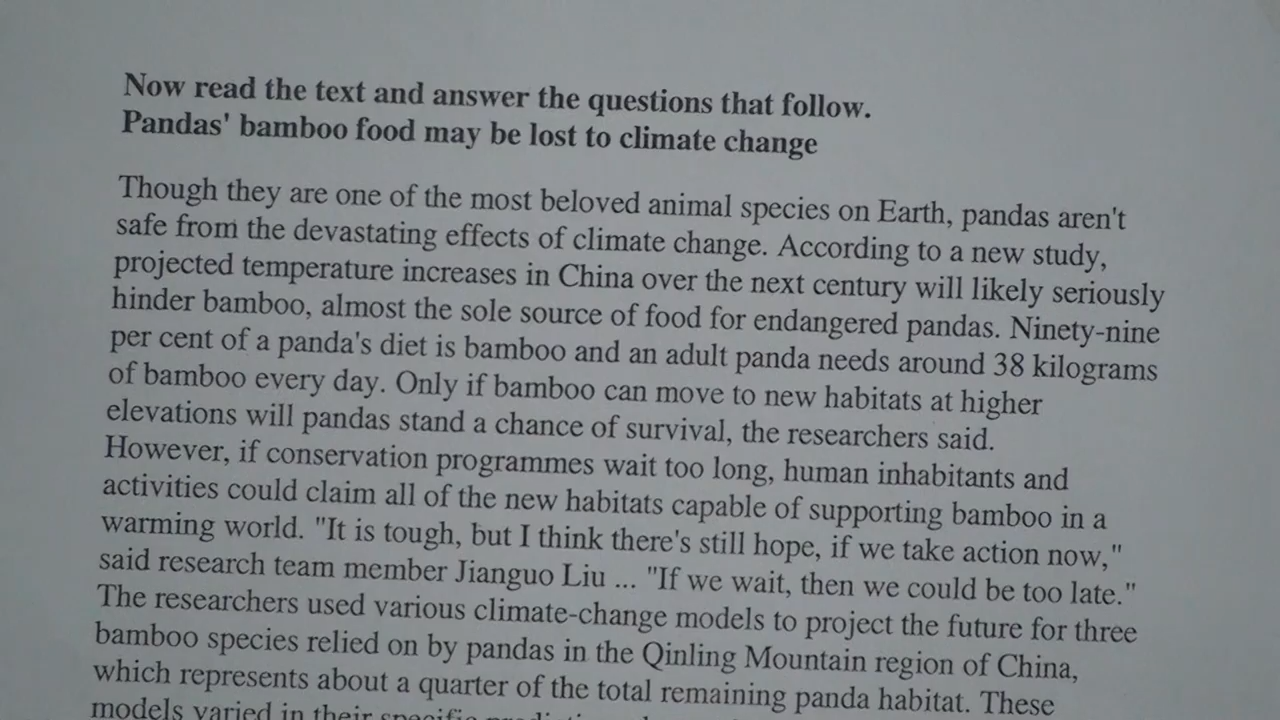 Now read the text and answer the questions that follow.
Pandas' bamboo food may be lost to climate change
Though they are one of the most beloved animal species on Earth, pandas aren't
safe from the devastating effects of climate change. According to a new study,
projected temperature increases in China over the next century will likely seriously
hinder bamboo, almost the sole source of food for endangered pandas. Ninety-nine
per cent of a panda's diet is bamboo and an adult panda needs around 38 kilograms
of bamboo every day. Only if bamboo can move to new habitats at higher
elevations will pandas stand a chance of survival, the researchers said.
However, if conservation programmes wait too long, human inhabitants and
activities could claim all of the new habitats capable of supporting bamboo in a
warming world. "It is tough, but I think there's still hope, if we take action now,"
said research team member Jianguo Liu ... "If we wait, then we could be too late."
The researchers used various climate-change models to project the future for three
bamboo species relied on by pandas in the Qinling Mountain region of China,
which represents about a quarter of the total remaining panda habitat. These
models varied in their specific